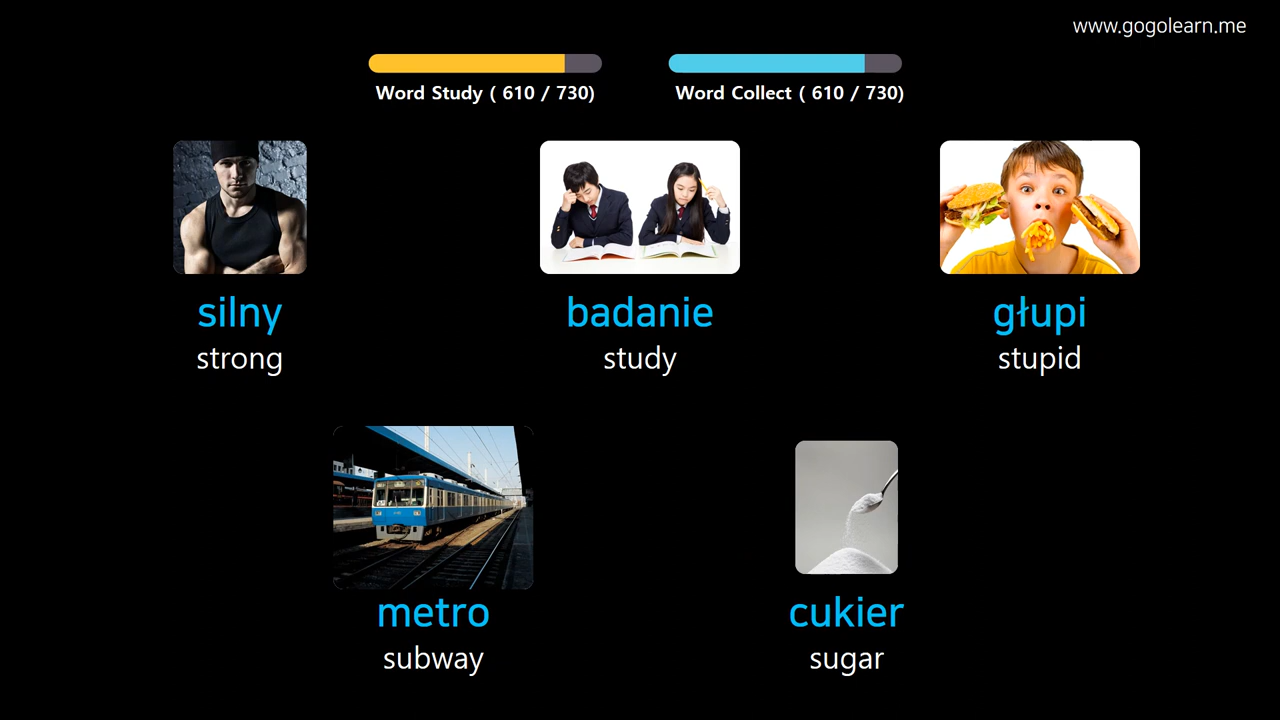 www.gogolearn.me
Word Study ( 610 / 730)
Word Collect ( 610 / 730)
silny
strong
badanie
study
głupi
stupid
metro
subway
cukier
sugar